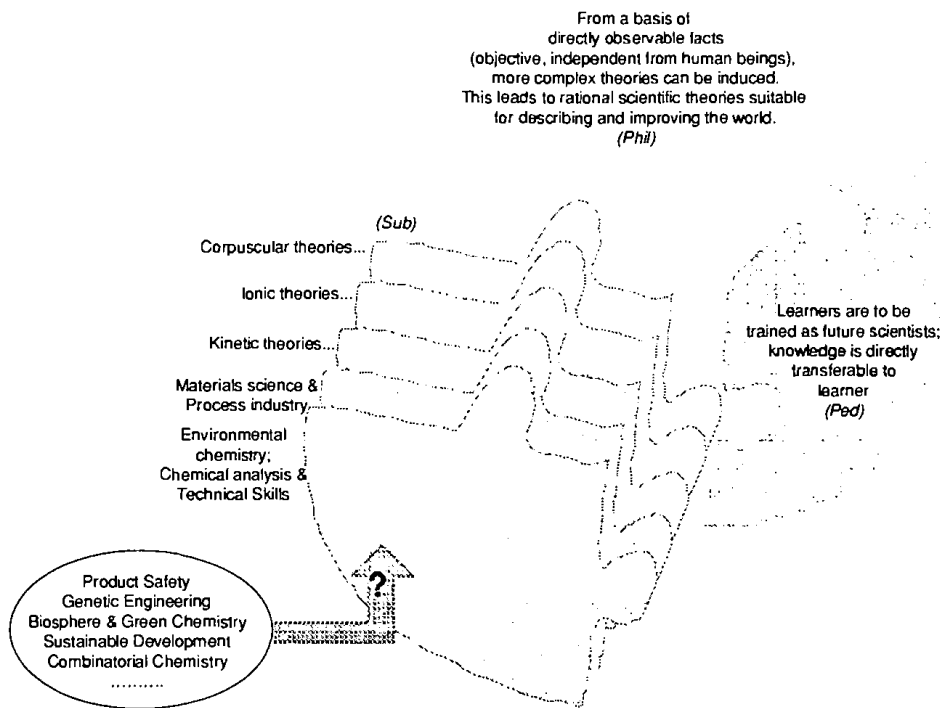 From a basis of
directly observable facts
(objective, independent from human beings),
more complex theories can be induced.
This leads to rational scientific theories suitable
for describing and improving the world.
(Phil)
(Sub)
Corpuscular theories...
Ionic theories...
Kinetic theories...
Materials science &
Process industry
Environmental
chemistry;
Chemical analysis &
Technical Skills
Learners are to be
trained as future scientists;
knowledge is directly
transferable to
learner
(Ped)
?
Product Safety
Genetic Engineering
Biosphere & Green Chemistry
Sustainable Development
Combinatorial Chemistry
..........